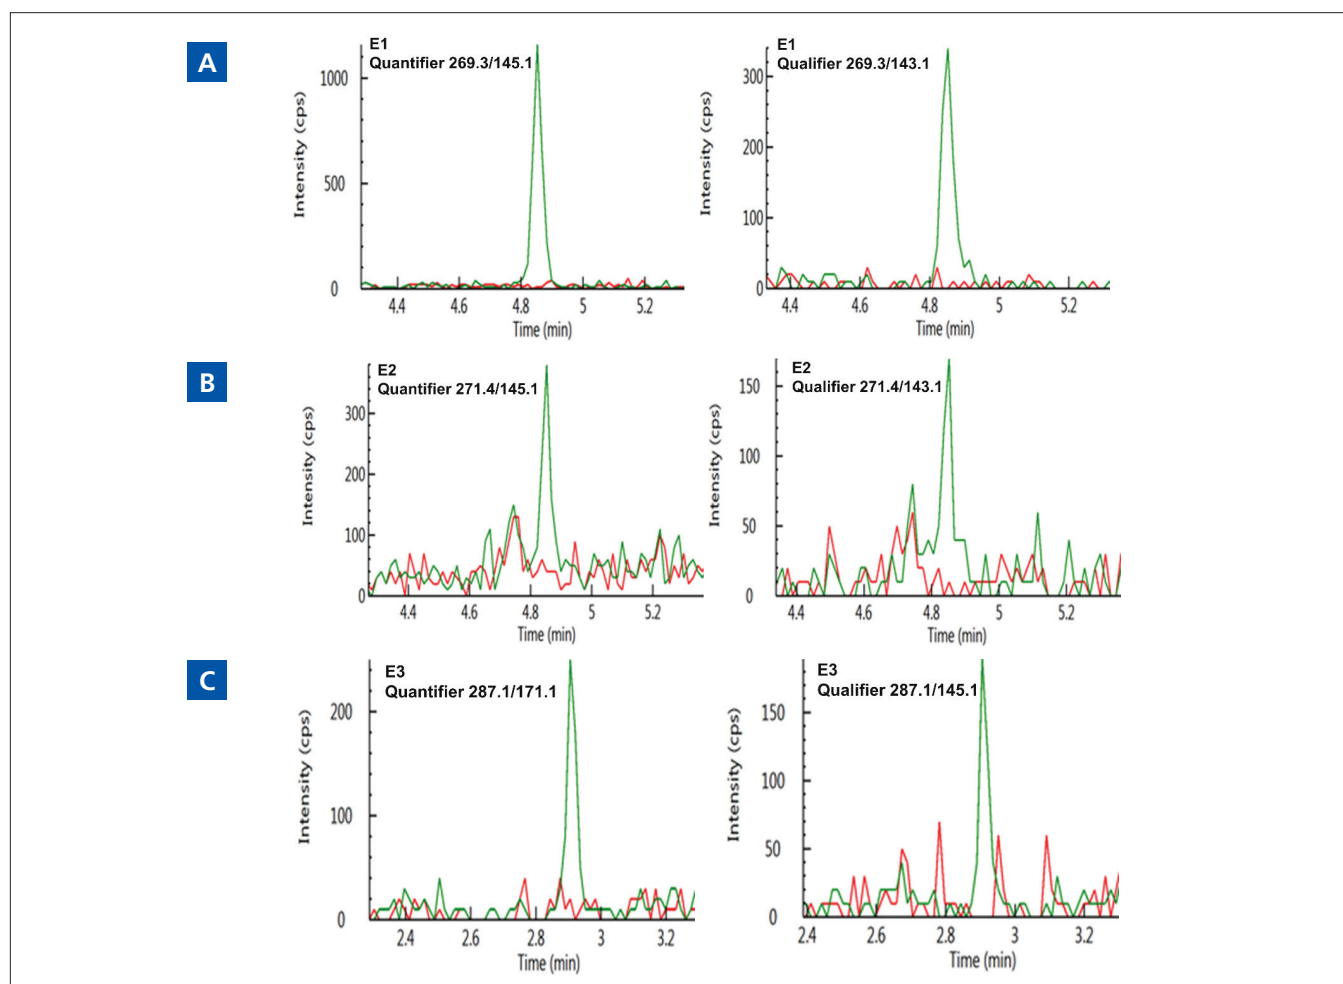 A
E1
Quantifier 269.3/145.1
Intensity (cps)
1000
500
0
4.4 4.6 4.8 5 5.2
Time (min)
E1
Qualifier 269.3/143.1
Intensity (cps)
300
200
100
0
4.4 4.6 4.8 5 5.2
Time (min)
B
E2
Quantifier 271.4/145.1
Intensity (cps)
300
200
100
0
4.4 4.6 4.8 5 5.2
Time (min)
E2
Qualifier 271.4/143.1
Intensity (cps)
150
100
50
0
4.4 4.6 4.8 5 5.2
Time (min)
C
E3
Quantifier 287.1/171.1
Intensity (cps)
200
100
0
2.4 2.6 2.8 3 3.2
Time (min)
E3
Qualifier 287.1/145.1
Intensity (cps)
150
100
50
0
2.4 2.6 2.8 3 3.2
Time (min)